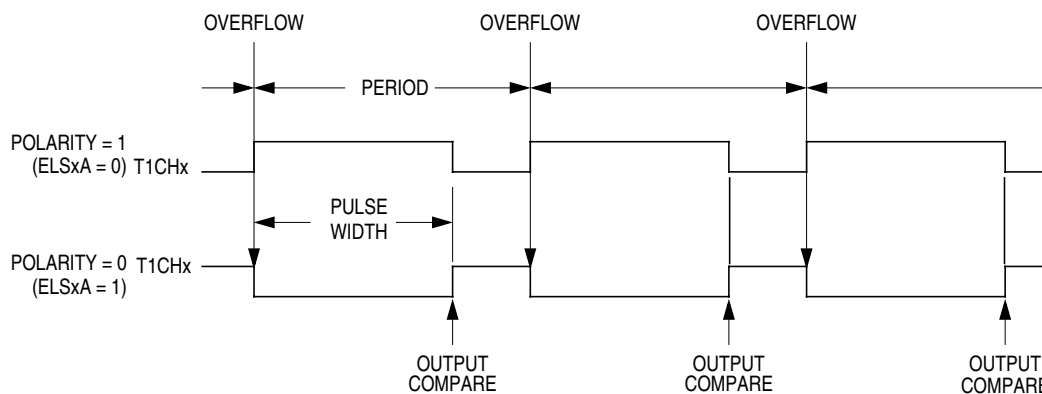 OVERFLOW OVERFLOW OVERFLOW
PERIOD
POLARITY = 1
(ELSxA = 0) T1CHx
PULSE
WIDTH
POLARITY = 0 T1CHx
(ELSxA = 1)
OUTPUT
COMPARE
OUTPUT
COMPARE
OUTPUT
COMPARE